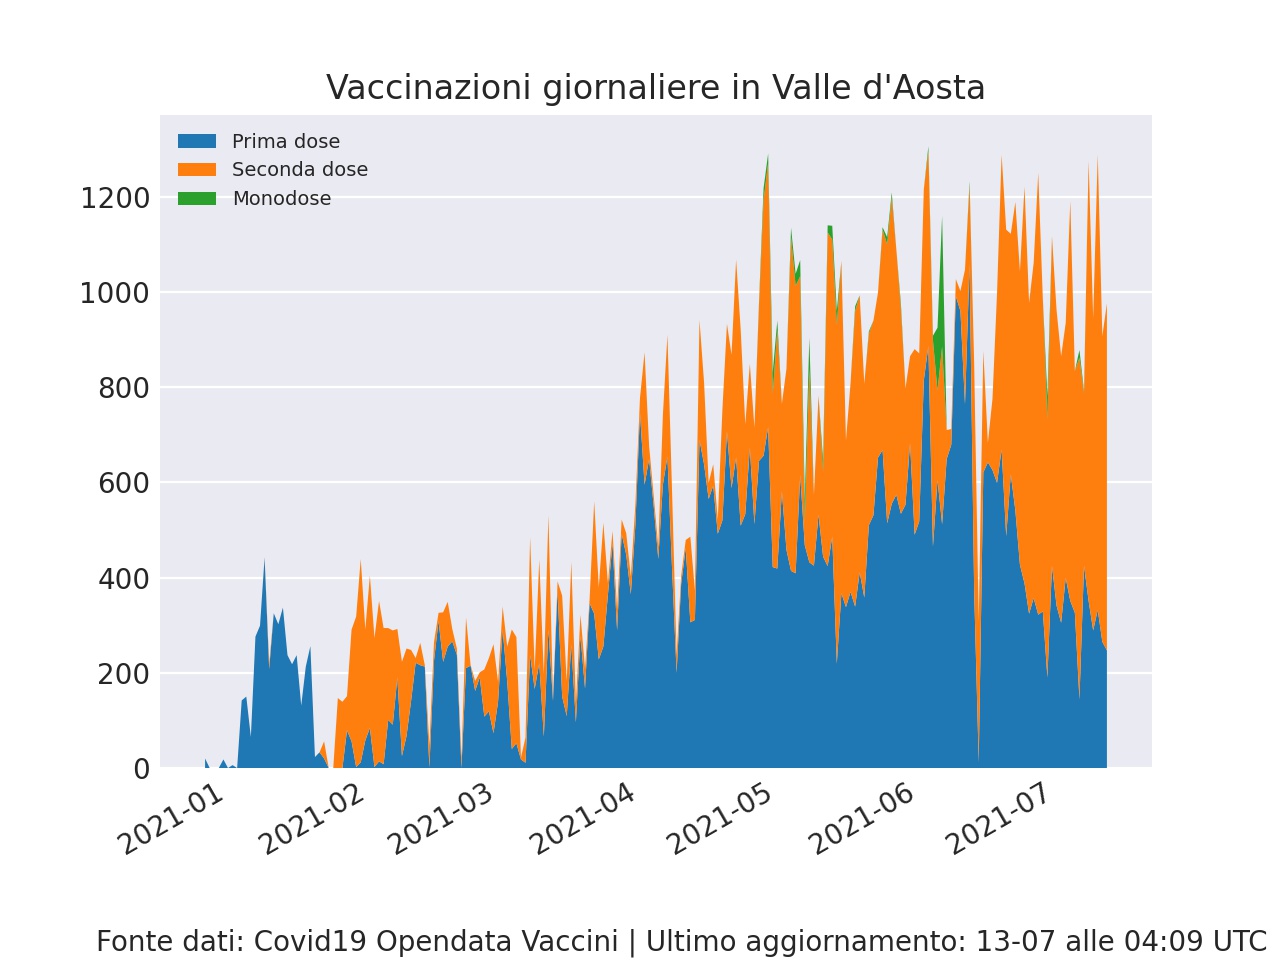 Vaccinazioni giornaliere in Valle d'Aosta
Prima dose
Seconda dose
Monodose
1200
1000
800
600
400
200
0
2021-01
2021-02
2021-03
2021-04
2021-05
2021-06
2021-07
Fonte dati: Covid19 Opendata Vaccini | Ultimo aggiornamento: 13-07 alle 04:09 UTC